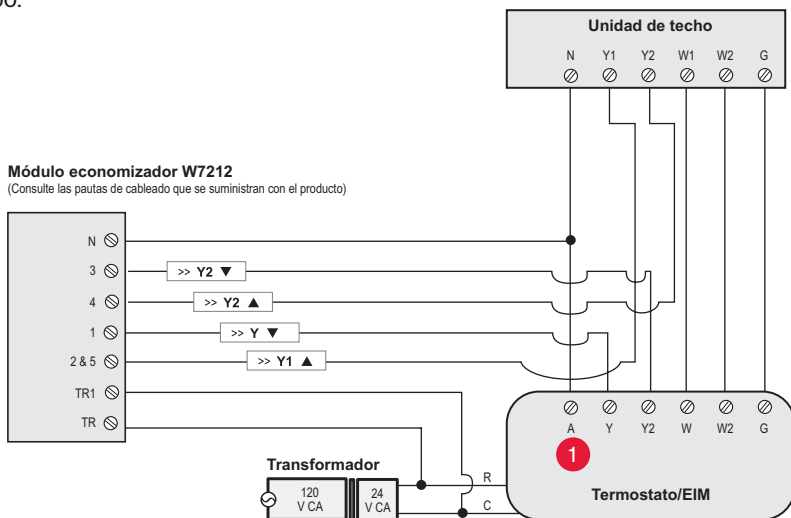 Unidad de techo
N Y1 Y2 W1 W2 G
Módulo economizador W7212
(Consulte las pautas de cableado que se suministran con el producto)
N
3 >> Y2 ▼
4 >> Y2 ▲
1 >> Y ▼
2 & 5 >> Y1 ▲
TR1
TR
A Y Y2 W W2 G
1
Transformador
120 V CA
24 V CA
R
C
Termostato/EIM